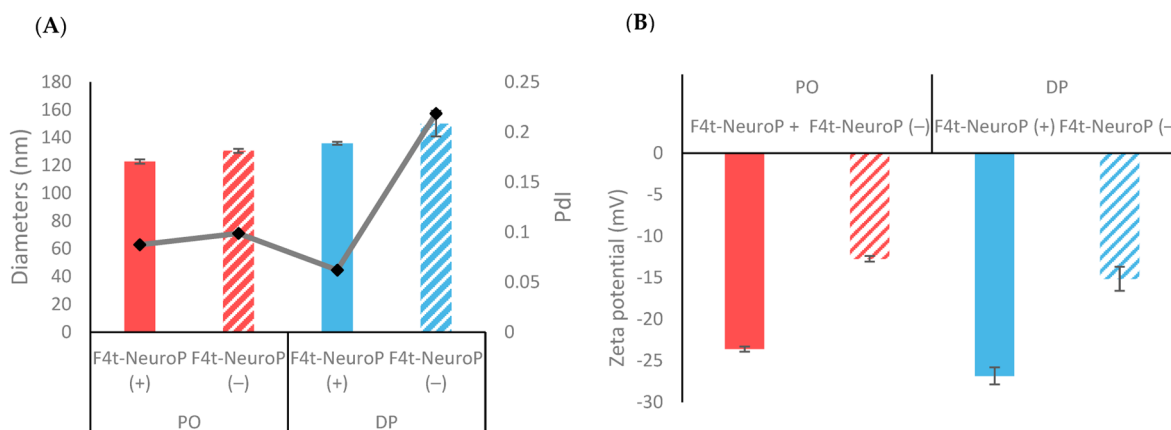 (A)
180
160
140
120
100
80
60
40
20
0
Diameters (nm)
0.25
0.2
0.15
0.1
0.05
0
PdI
F4t-NeuroP F4t-NeuroP F4t-NeuroP F4t-NeuroP
(+) (–) (+) (–)
PO DP
(B)
PO DP
F4t-NeuroP + F4t-NeuroP (–) F4t-NeuroP (+) F4t-NeuroP (–
0
-5
-10
-15
-20
-25
-30
Zeta potential (mV)